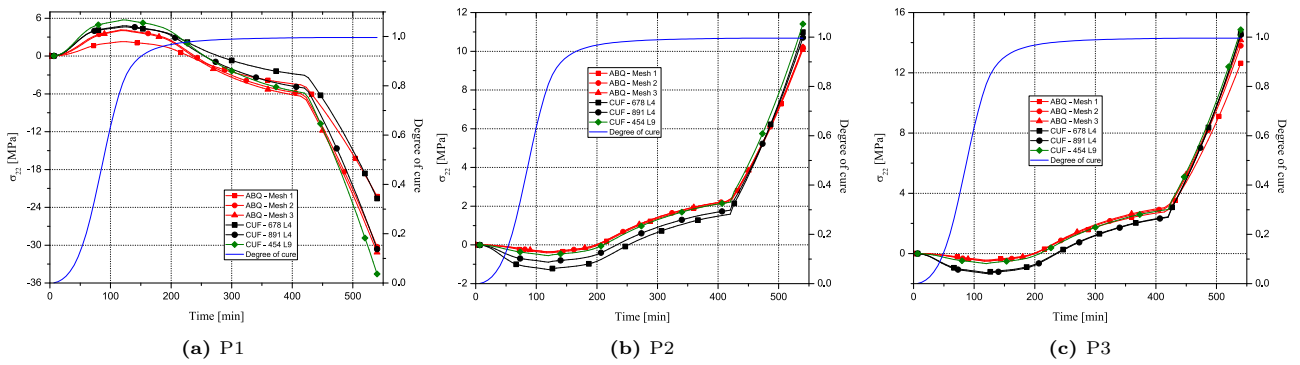 6
3
0
-3
-6
-9
-12
-15
-18
-21
-24
-27
-30
-33
-36
σ22 [MPa]
0 100 200 300 400 500
Time [min]
1.0
0.8
0.6
0.4
0.2
0.0
Degree of cure
ABQ - Mesh 1
ABQ - Mesh 2
ABQ - Mesh 3
CUF - 678 L4
CUF - 891 L4
CUF - 454 L9
Degree of cure
(a) P1
12
10
8
6
4
2
0
-2
σ22 [MPa]
0 100 200 300 400 500
Time [min]
1.0
0.8
0.6
0.4
0.2
0.0
Degree of cure
ABQ - Mesh 1
ABQ - Mesh 2
ABQ - Mesh 3
CUF - 678 L4
CUF - 891 L4
CUF - 454 L9
Degree of cure
(b) P2
16
12
8
4
0
-2
σ22 [MPa]
0 100 200 300 400 500
Time [min]
1.0
0.8
0.6
0.4
0.2
0.0
Degree of cure
ABQ - Mesh 1
ABQ - Mesh 2
ABQ - Mesh 3
CUF - 678 L4
CUF - 891 L4
CUF - 454 L9
Degree of cure
(c) P3